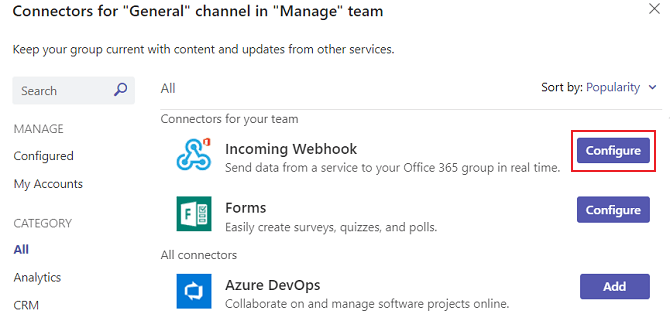 Connectors for "General" channel in "Manage" team
Keep your group current with content and updates from other services.
Search
All
Sort by: Popularity
MANAGE
Configured
My Accounts
CATEGORY
All
Analytics
CRM
Connectors for your team
Incoming Webhook
Send data from a service to your Office 365 group in real time.
Configure
Forms
Easily create surveys, quizzes, and polls.
Configure
All connectors
Azure DevOps
Collaborate on and manage software projects online.
Add